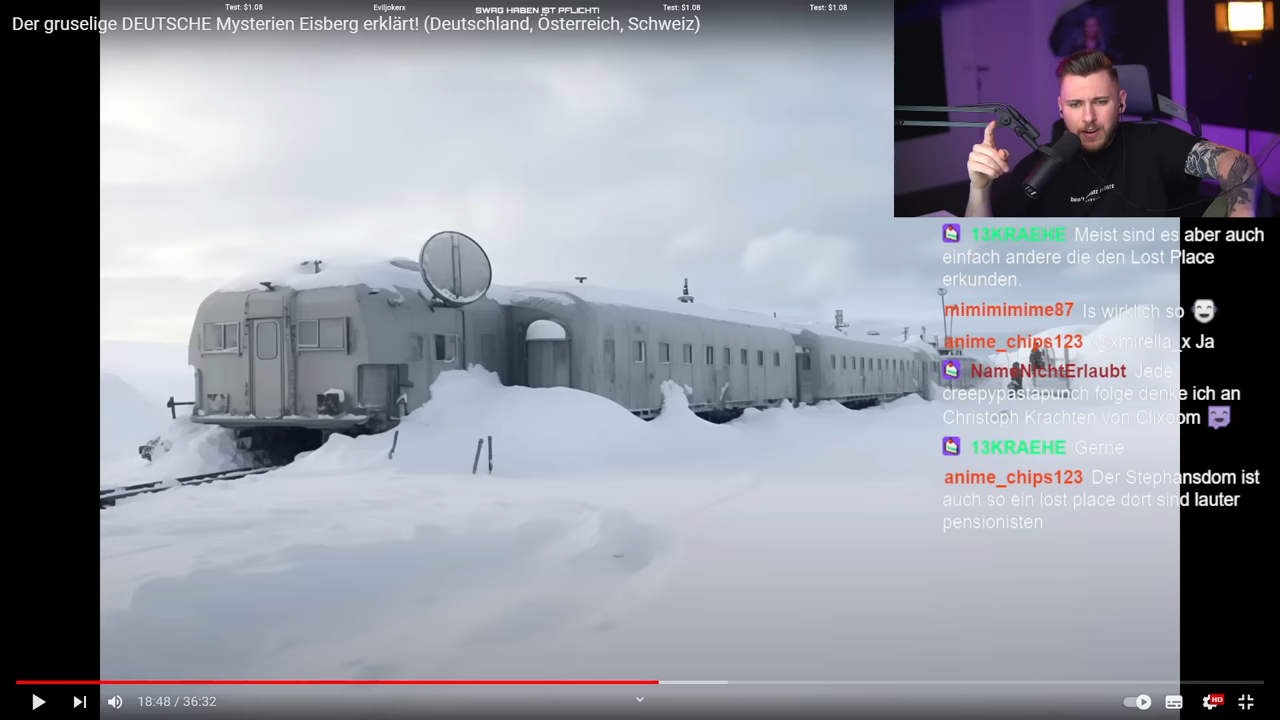 Test: $1.08
Eviljokerx
SWAG HABEN IST PFLICHT!
Test: $1.08
Test: $1.08
Der gruselige DEUTSCHE Mysterien Eisberg erklärt! (Deutschland, Österreich, Schweiz)
13KRAEHE Meist sind es aber auch
einfach andere die den Lost Place
erkunden.
mimimimime87 Is wirklich so
anime_chips123 @xmirella_x Ja
NameNichtErlaubt Jede
creepypastapunch folge denke ich an
Christoph Krachten von Clixoom
13KRAEHE Gerne
anime_chips123 Der Stephansdom ist
auch so ein lost place dort sind lauter
pensionisten
18:48 / 36:32
HD